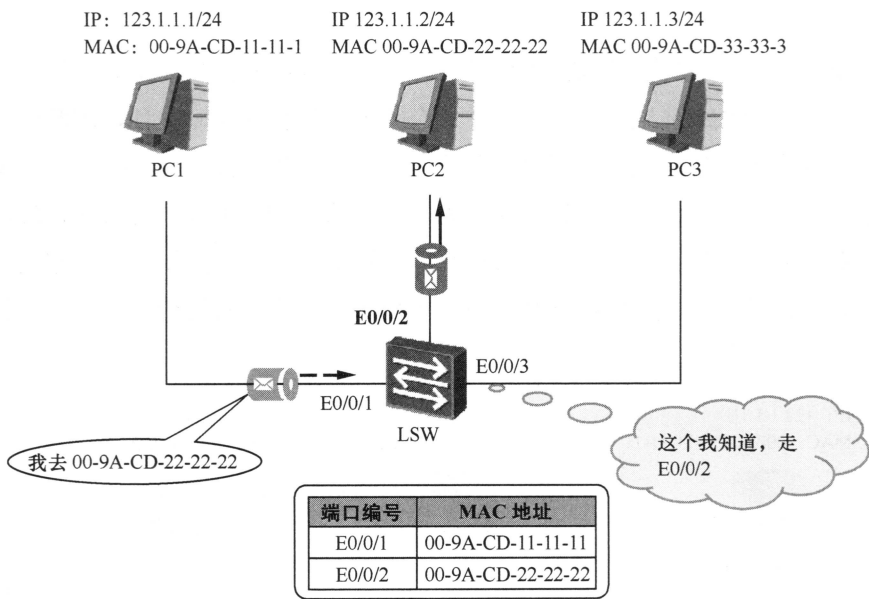 IP：123.1.1.1/24
MAC：00-9A-CD-11-11-1
IP 123.1.1.2/24
MAC 00-9A-CD-22-22-22
IP 123.1.1.3/24
MAC 00-9A-CD-33-33-3
PC1
PC2
PC3
E0/0/2
E0/0/3
E0/0/1
LSW
我去 00-9A-CD-22-22-22
这个我知道，走
E0/0/2
端口编号 MAC 地址
E0/0/1 00-9A-CD-11-11-11
E0/0/2 00-9A-CD-22-22-22